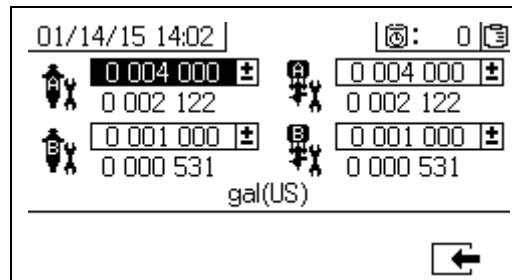 01/14/15 14:02 : 0
A 0 004 000 ± A 0 004 000 ±
0 002 122 0 002 122
B 0 001 000 ± B 0 001 000 ±
0 000 531 0 000 531
gal(US)